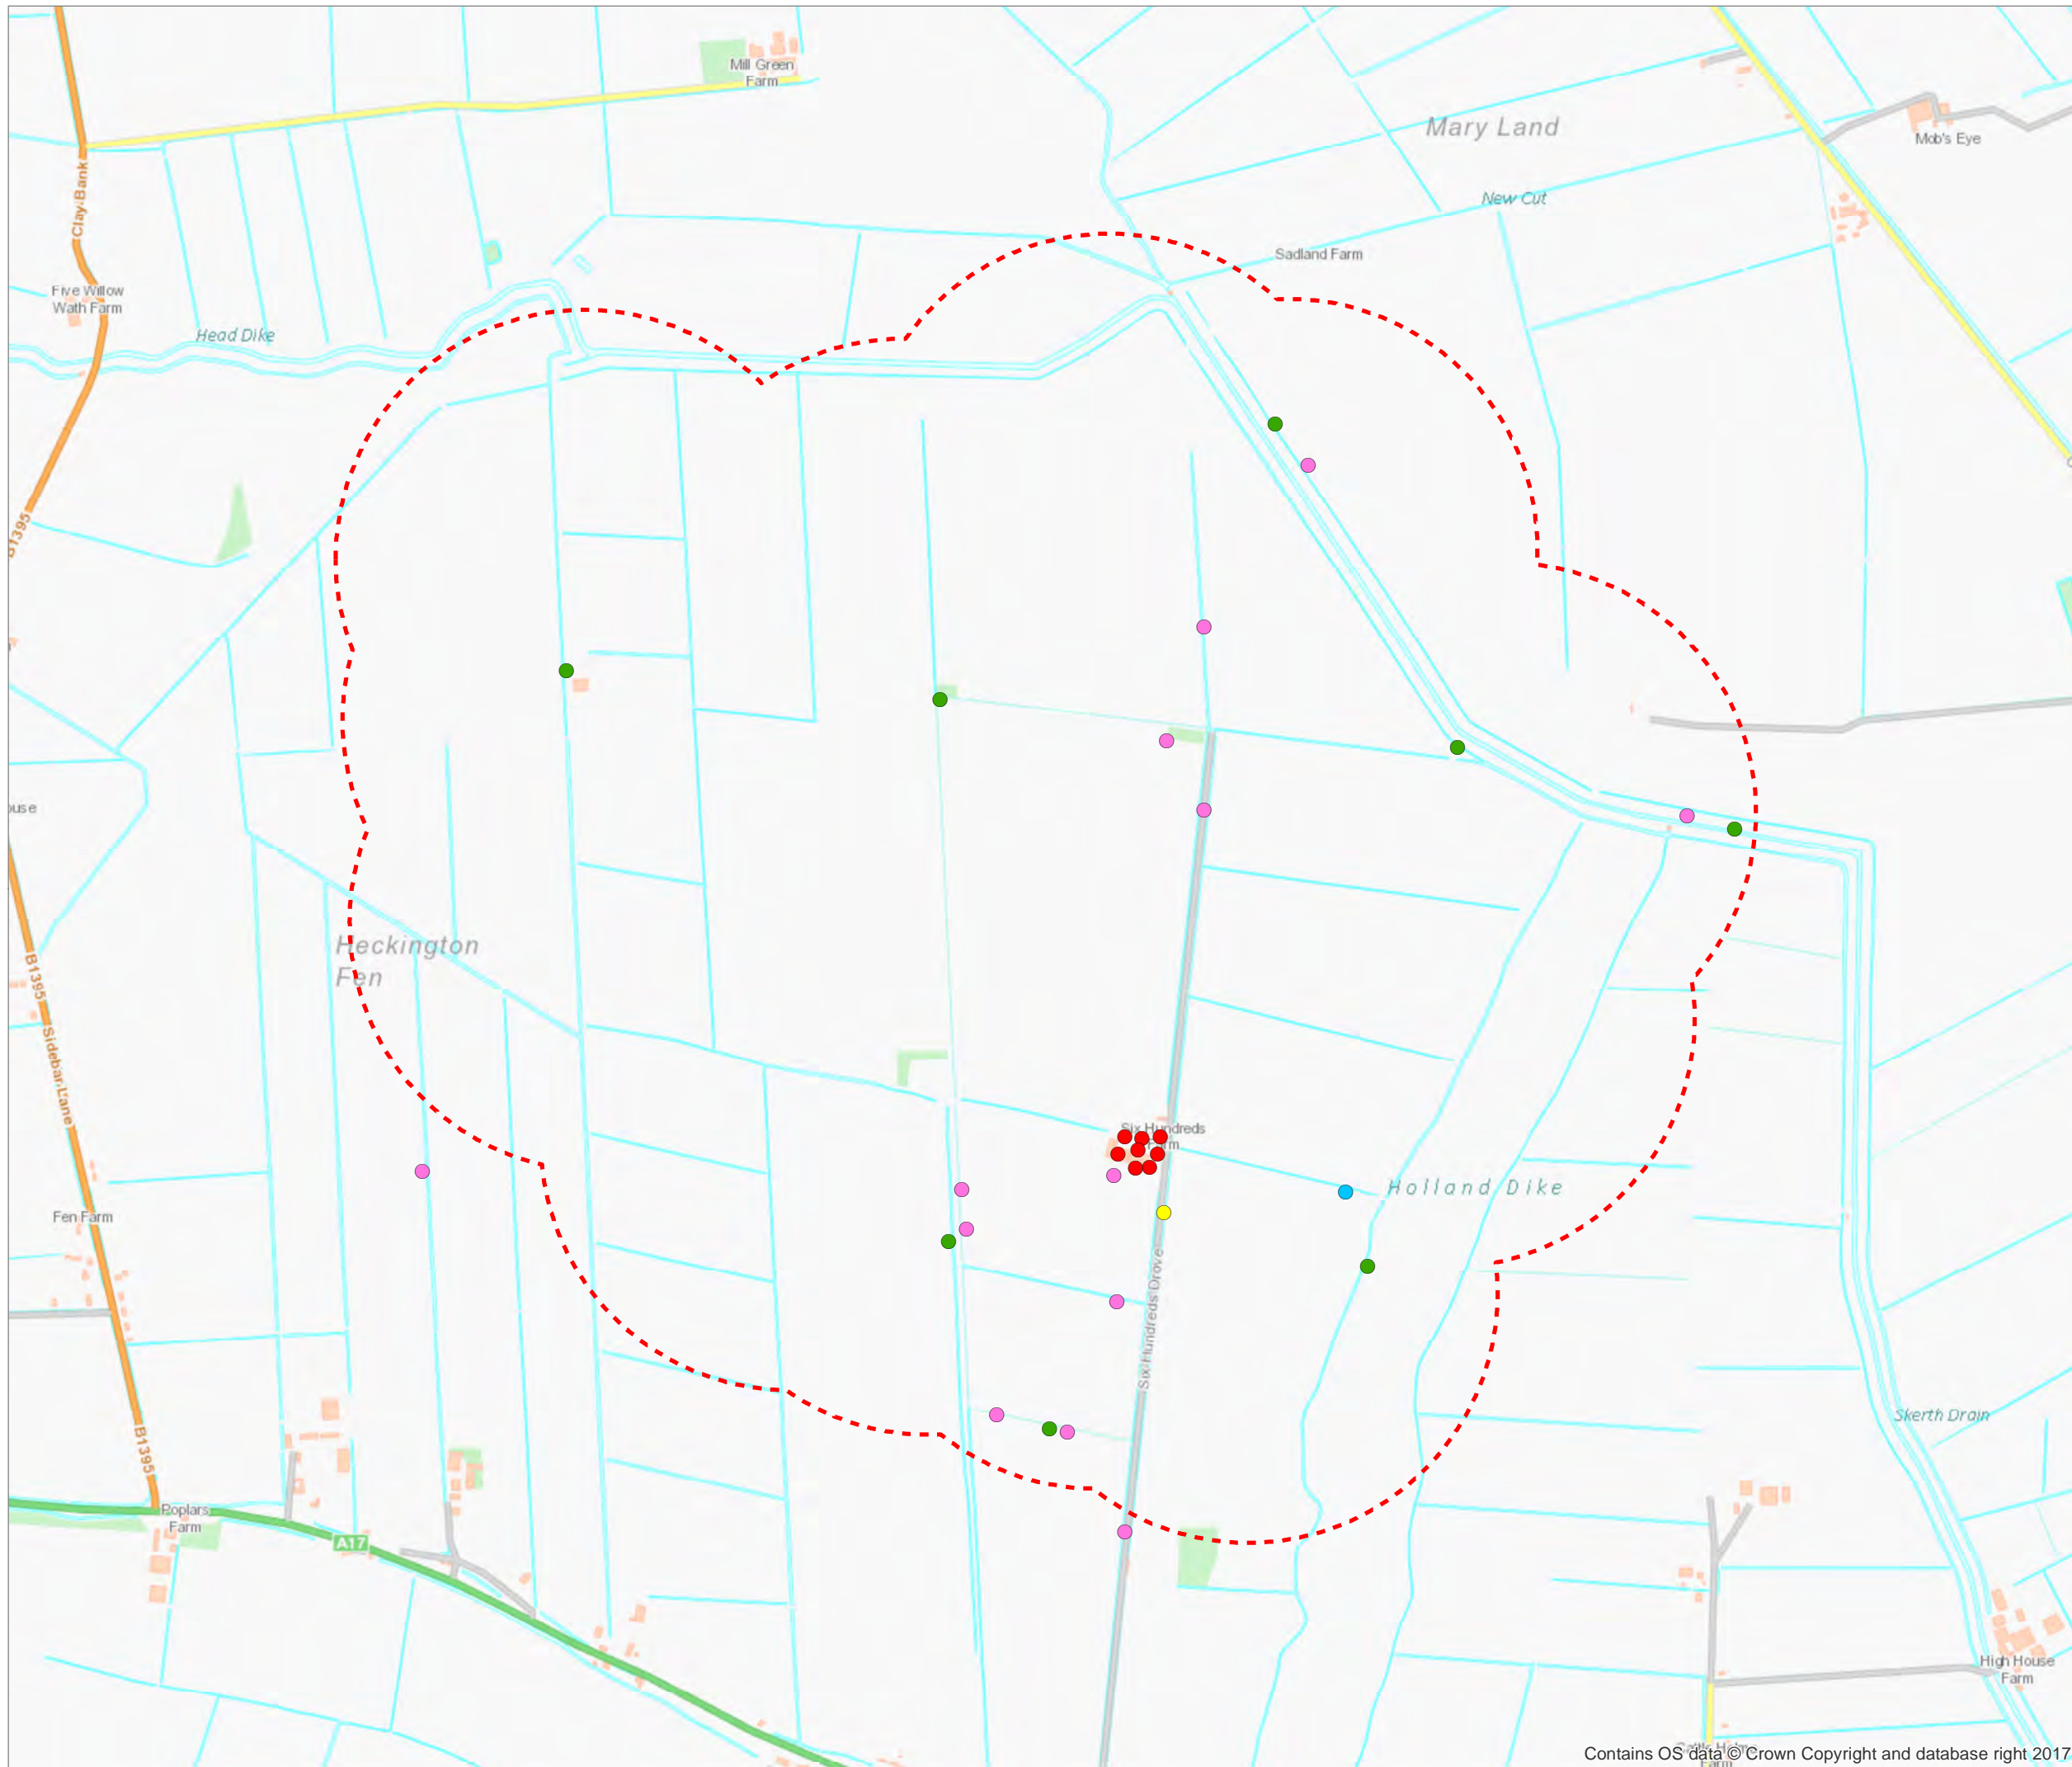 Mill Green
Farm
Mary Land
Mob's Eye
Clay Bank
New Cut
Sadland Farm
Five Willow
Wath Farm
Head Dike
B1395
Heckington
Fen
B1395
Sidebar Lane
Six Hundreds
Holland Dike
Fen Farm
Six Hundreds Drove
B1395
Skerth Drain
Poplars
Farm
A17
High House
Farm
Contains OS data © Crown Copyright and database right 2017